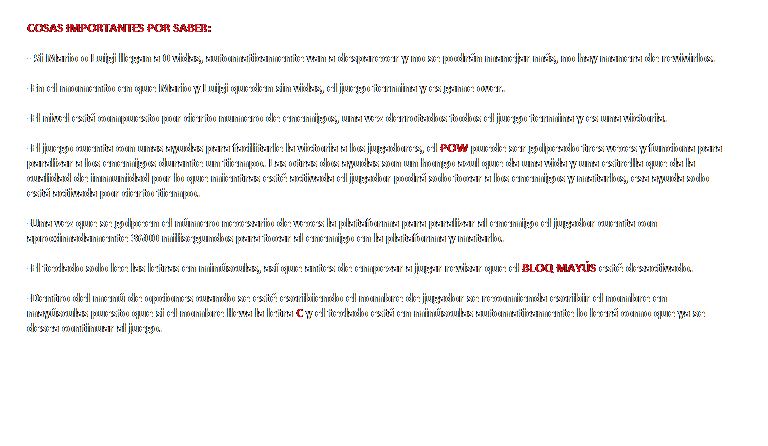 COSAS IMPORTANTES POR SABER:
- Si Mario o Luigi llegan a 0 vidas, automaticamente van a desparecer y no se podrán manejar más, no hay manera de revivirlos.
- En el momento en que Mario y Luigi queden sin vidas, el juego termina y es game over.
- El nivel está compuesto por cierto numero de enemigos, una vez derrotados todos el juego termina y es una victoria.
- El juego cuenta con unas ayudas para facilitarle la victoria a los jugadores, el POW puede ser golpeado tres veces y funciona para
paralizar a los enemigos durante un tiempo. Las otras dos ayudas son un hongo azul que da una vida y una estrella que da la
cualidad de inmunidad por lo que mientras esté activada el jugador podrá solo tocar a los enemigos y matarlos, esa ayuda solo
está activada por cierto tiempo.
- Una vez que se golpeen el número necesario de veces la plataforma para paralizar al enemigo el jugador cuenta con
aproximadamente 3600 milisegundos para tocar al enemigo en la plataforma y matarlo.
- El teclado solo lee las letras en minúsculas, así que antes de empezar a jugar revisar que el BLOQ MAYÚS esté desactivado.
- Dentro del menú de opciones cuando se esté escribiendo el nombre de jugador se recomienda escribir el nombre en
mayúsculas puesto que si el nombre lleva la letra C y el teclado está en minúsculas automaticamente lo leerá como que ya se
desea continuar al juego.